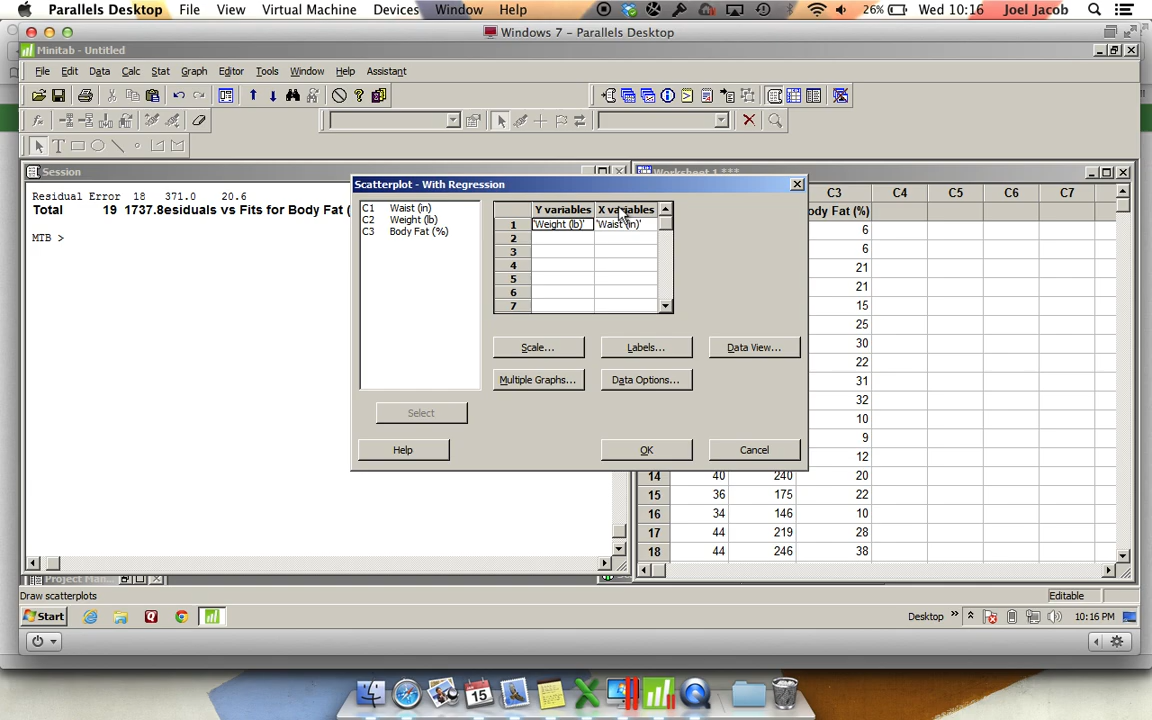 Parallels Desktop File View Virtual Machine Devices Window Help 26% Wed 10:16 Joel Jacob
Windows 7 - Parallels Desktop
Minitab - Untitled
File Edit Data Calc Stat Graph Editor Tools Window Help Assistant
Session
Worksheet 1 ***
Residual Error 18 371.0 20.6
Total 19 1737.8esiduals vs Fits for Body Fat (
MTB >
Scatterplot - With Regression
C1 Waist (in)
C2 Weight (lb)
C3 Body Fat (%)
Y variables X variables
1 'Weight (lb)' 'Waist (in)'
2
3
4
5
6
7
Scale... Labels... Data View...
Multiple Graphs... Data Options...
Select
Help OK Cancel
C3 C4 C5 C6 C7
ody Fat (%)
6
6
21
21
15
25
30
22
31
32
10
9
12
14 40 240 20
15 36 175 22
16 34 146 10
17 44 219 28
18 44 246 38
Project Man...
Draw scatterplots Editable
Start Desktop 10:16 PM
15